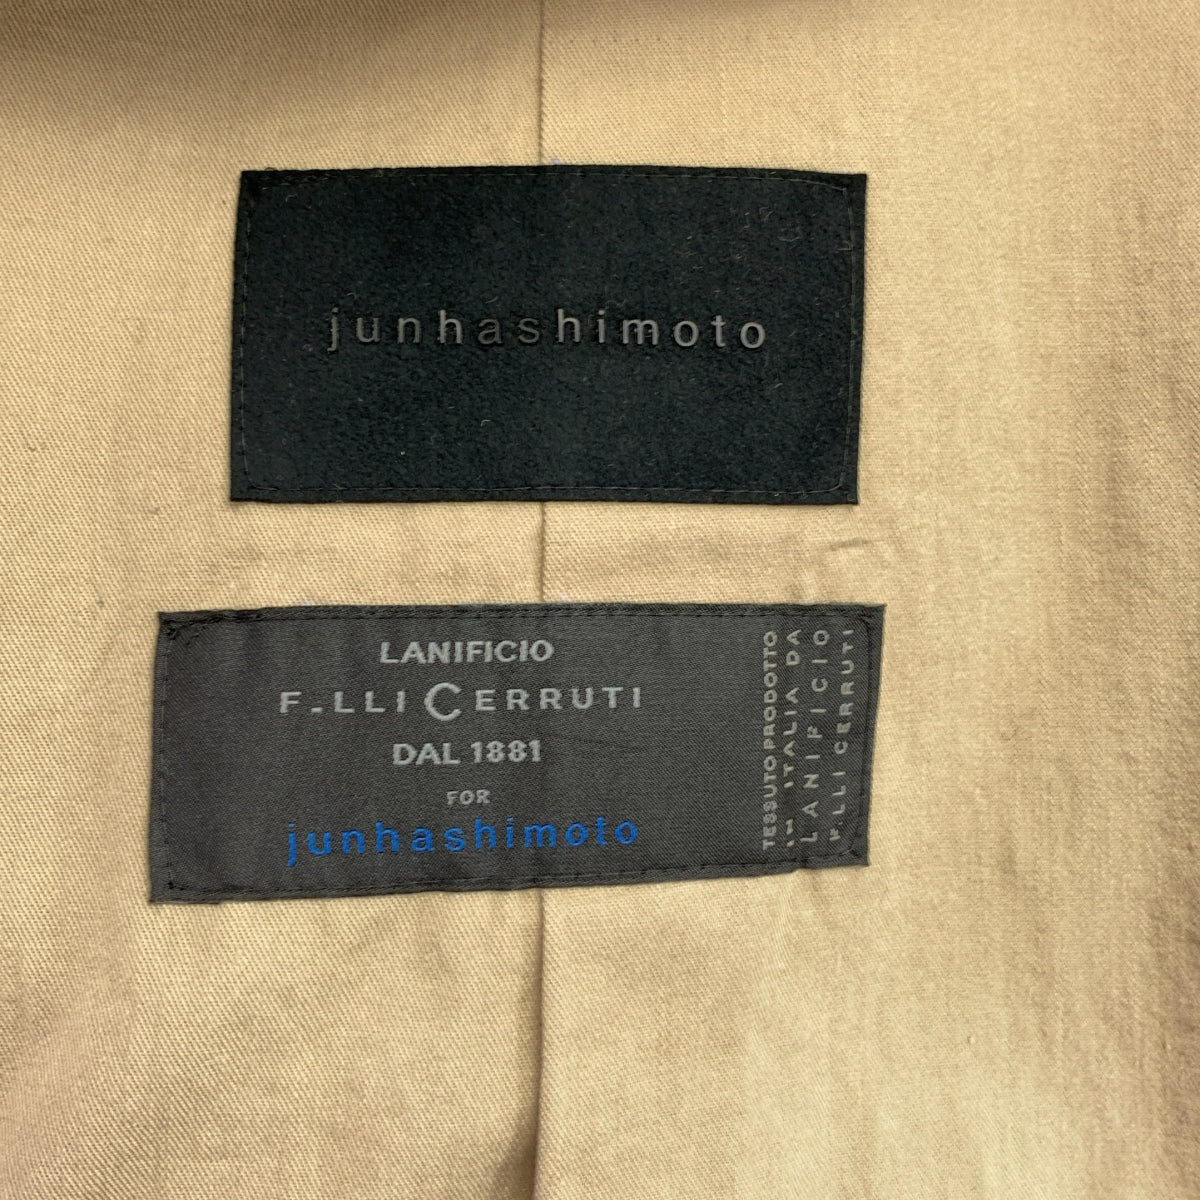 junhashimoto
LANIFICIO
F.LLI CERRUTI
DAL 1881
FOR
junhashimoto
TESSUTO PRODOTTO
IN ITALIA DA
LANIFICIO
F.LLI CERRUTI